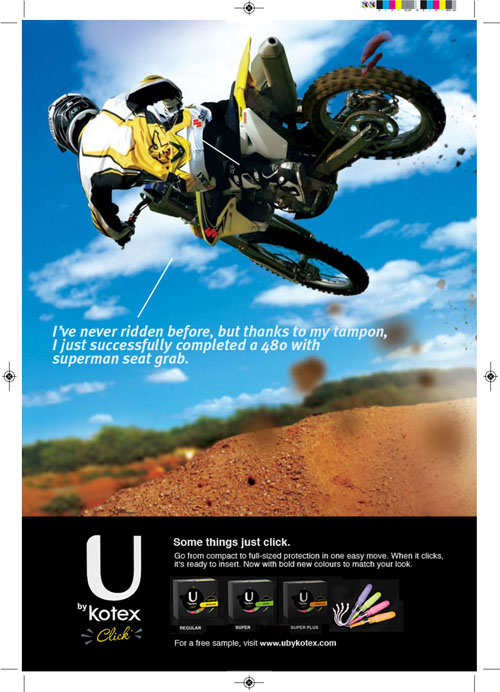 I've never ridden before, but thanks to my tampon,
I just successfully completed a 480 with
superman seat grab.
U
by kotex
Click
Some things just click.
Go from compact to full-sized protection in one easy move. When it clicks,
it's ready to insert. Now with bold new colours to match your look.
U
U
U
REGULAR
SUPER
SUPER PLUS
For a free sample, visit www.ubykotex.com